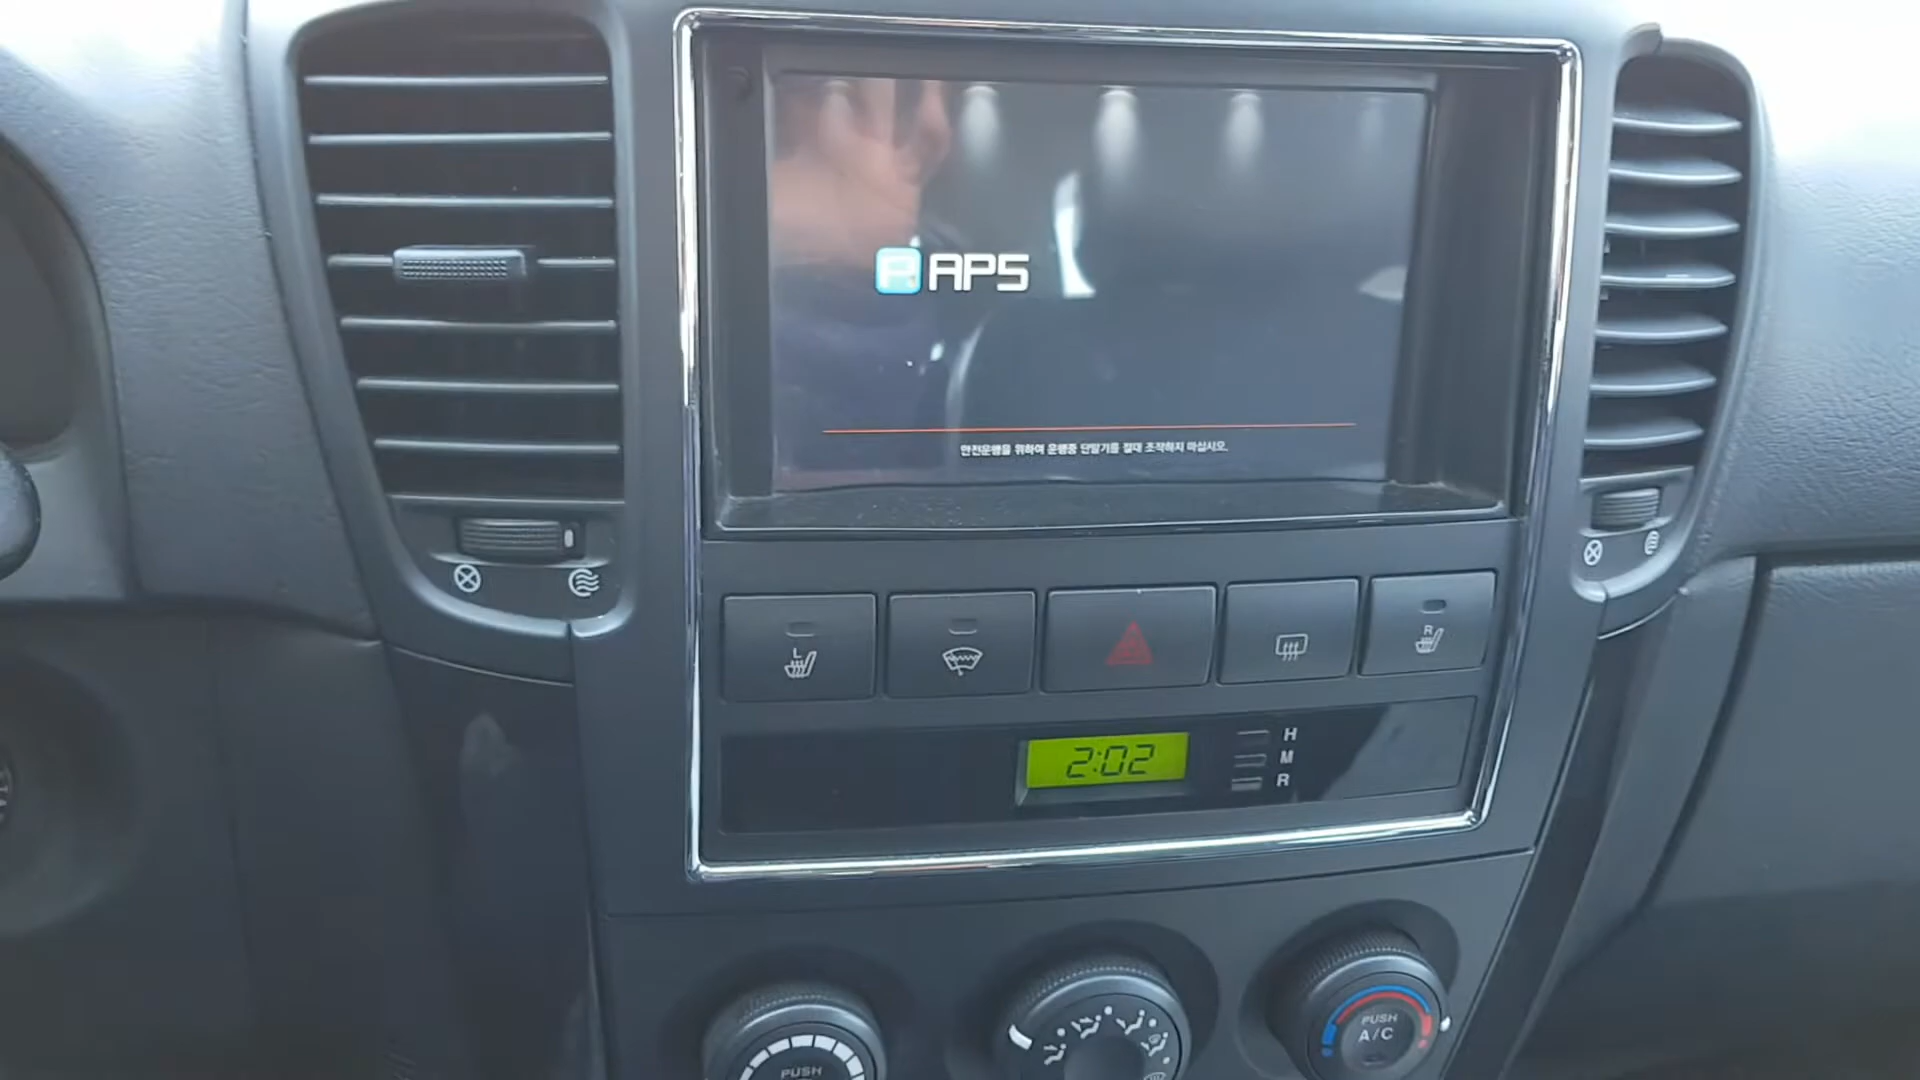 APS
안전운행을 위하여 운행중 단말기를 절대 조작하지 마십시오.
L
R
2:02
H
M
R
PUSH
PUSH
A/C